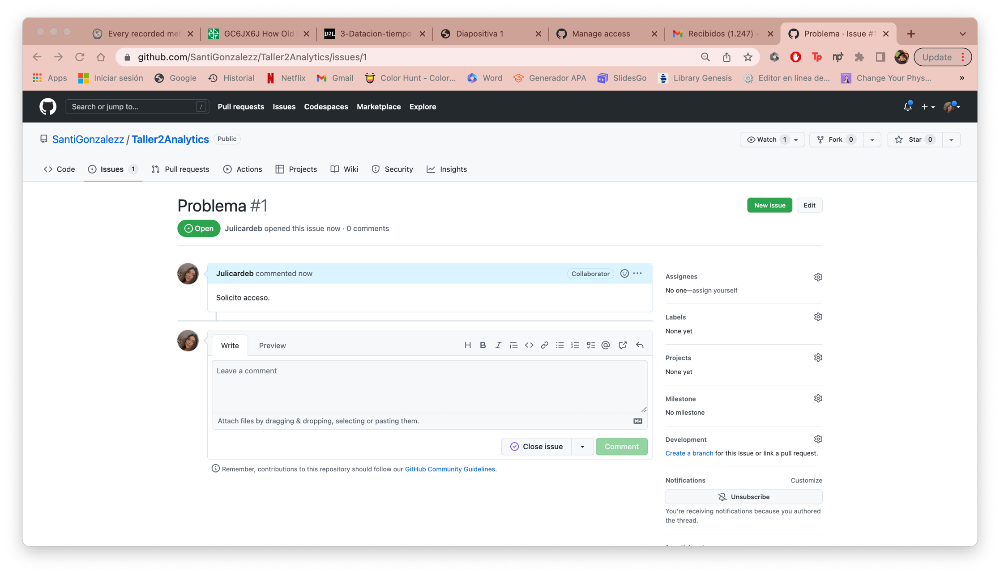 Every recorded met
GC6JX6J How Old
D2L 3-Datacion-tiempo
Diapositiva 1
Manage access
Recibidos (1.247) -
Problema · Issue #1
github.com/SantiGonzalezz/Taller2Analytics/issues/1
Tp
npt
Update
Apps
Iniciar sesión
Google
Historial
Netflix
Gmail
Color Hunt - Color...
Word
Generador APA
SlidesGo
Library Genesis
Editor en línea de...
Change Your Phys...
»
Search or jump to...
/
Pull requests
Issues
Codespaces
Marketplace
Explore
SantiGonzalezz / Taller2Analytics
Public
Watch 1
Fork 0
Star 0
Code
Issues 1
Pull requests
Actions
Projects
Wiki
Security
Insights
Problema #1
New issue
Edit
Open
Julicardeb opened this issue now · 0 comments
Julicardeb commented now
Collaborator
Solicito acceso.
Write
Preview
Leave a comment
Attach files by dragging & dropping, selecting or pasting them.
Close issue
Comment
Remember, contributions to this repository should follow our GitHub Community Guidelines.
Assignees
No one—assign yourself
Labels
None yet
Projects
None yet
Milestone
No milestone
Development
Create a branch for this issue or link a pull request.
Notifications
Customize
Unsubscribe
You're receiving notifications because you authored
the thread.